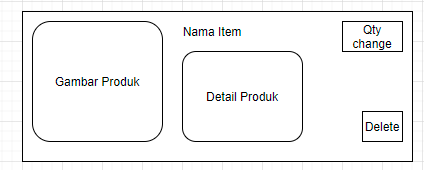 Nama Item
Qty
change
Gambar Produk
Detail Produk
Delete